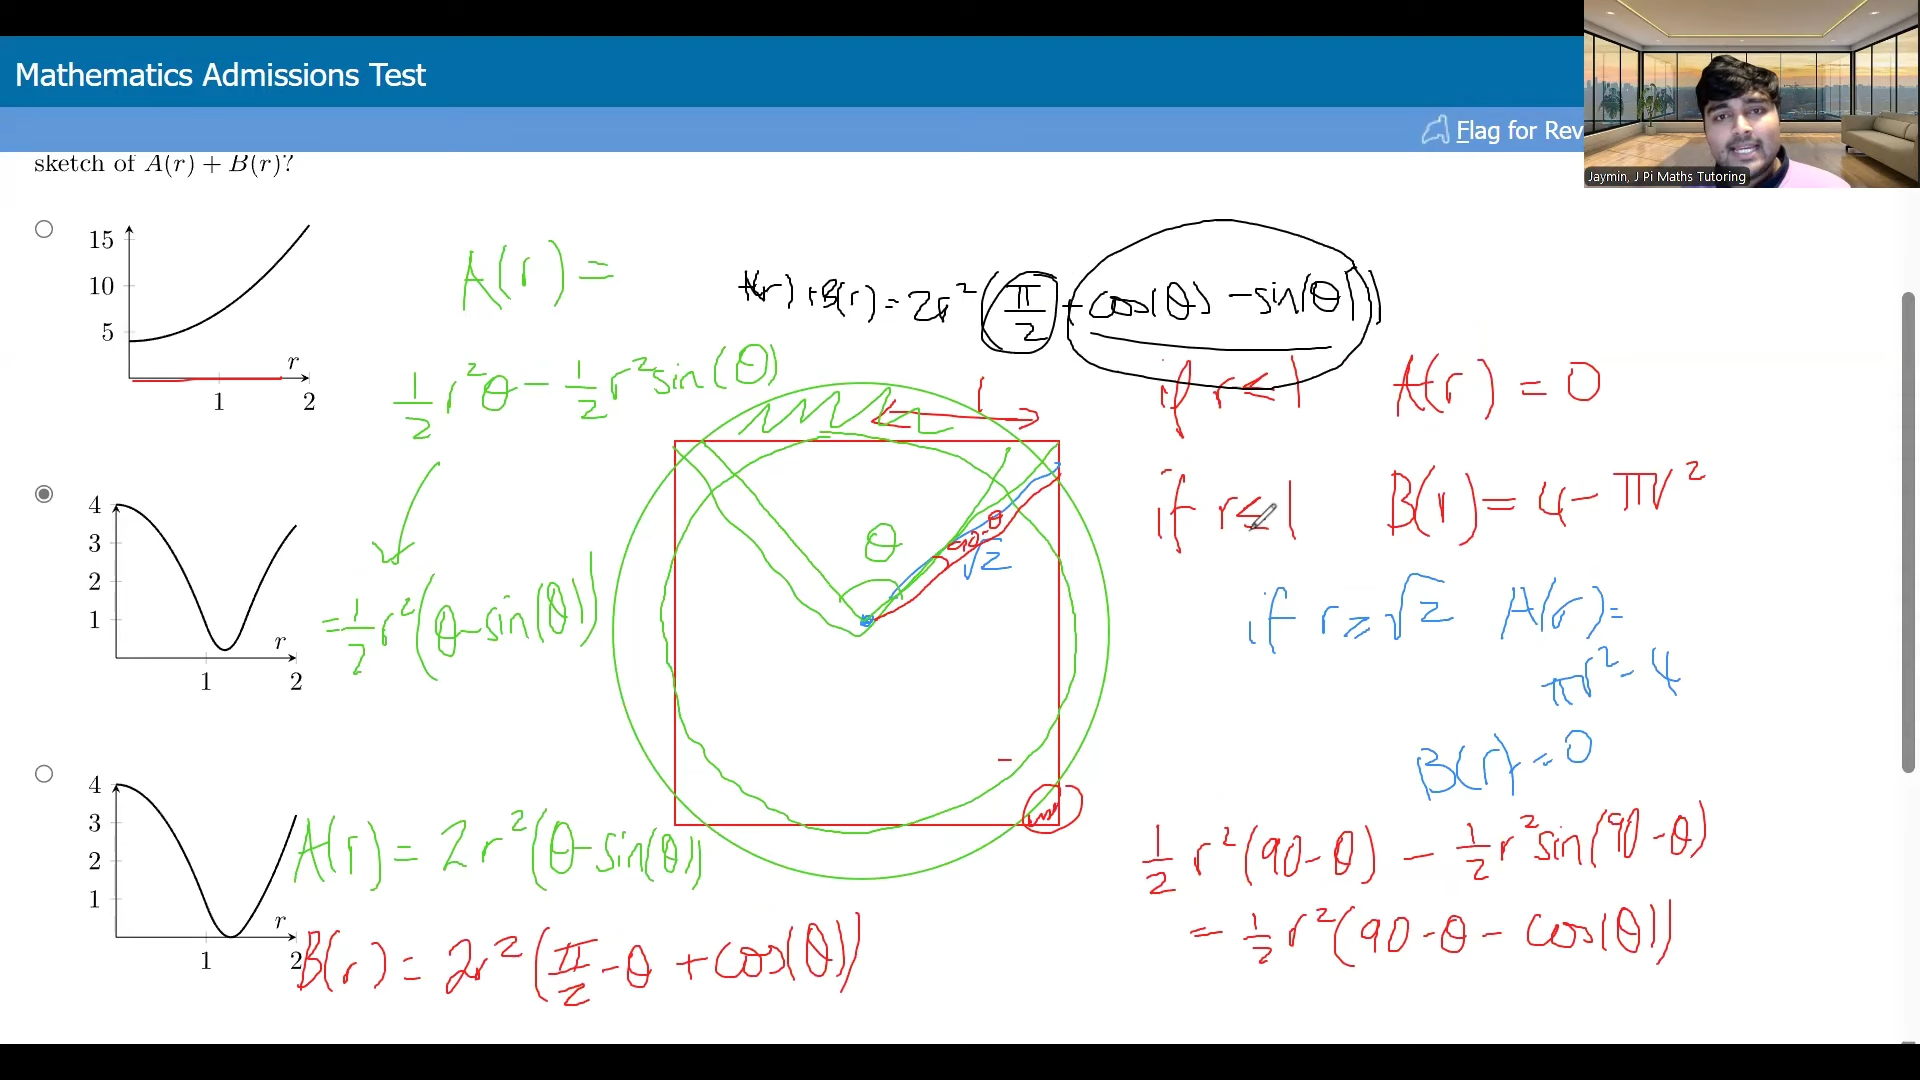 Mathematics Admissions Test
Flag for Rev
Jaymin, J Pi Maths Tutoring
sketch of A(r) + B(r)?
15
10
5
r
1 2
4
3
2
1
r
1 2
4
3
2
1
r
1 2
A(r) =
A(r) + B(r) = 2r² (π/2 + cos(θ) - sin(θ))
1/2 r²θ - 1/2 r² sin(θ)
= 1/2 r² (θ - sin(θ))
1
θ
90-θ
√2
if r < 1 A(r) = 0
if r ≤ 1 B(r) = 4 - πr²
if r ≥ √2 A(r) =
πr² - 4
B(r) = 0
A(r) = 2r² (θ - sin(θ))
B(r) = 2r² (π/2 - θ + cos(θ))
1/2 r² (90 - θ) - 1/2 r² sin(90 - θ)
= 1/2 r² (90 - θ - cos(θ))